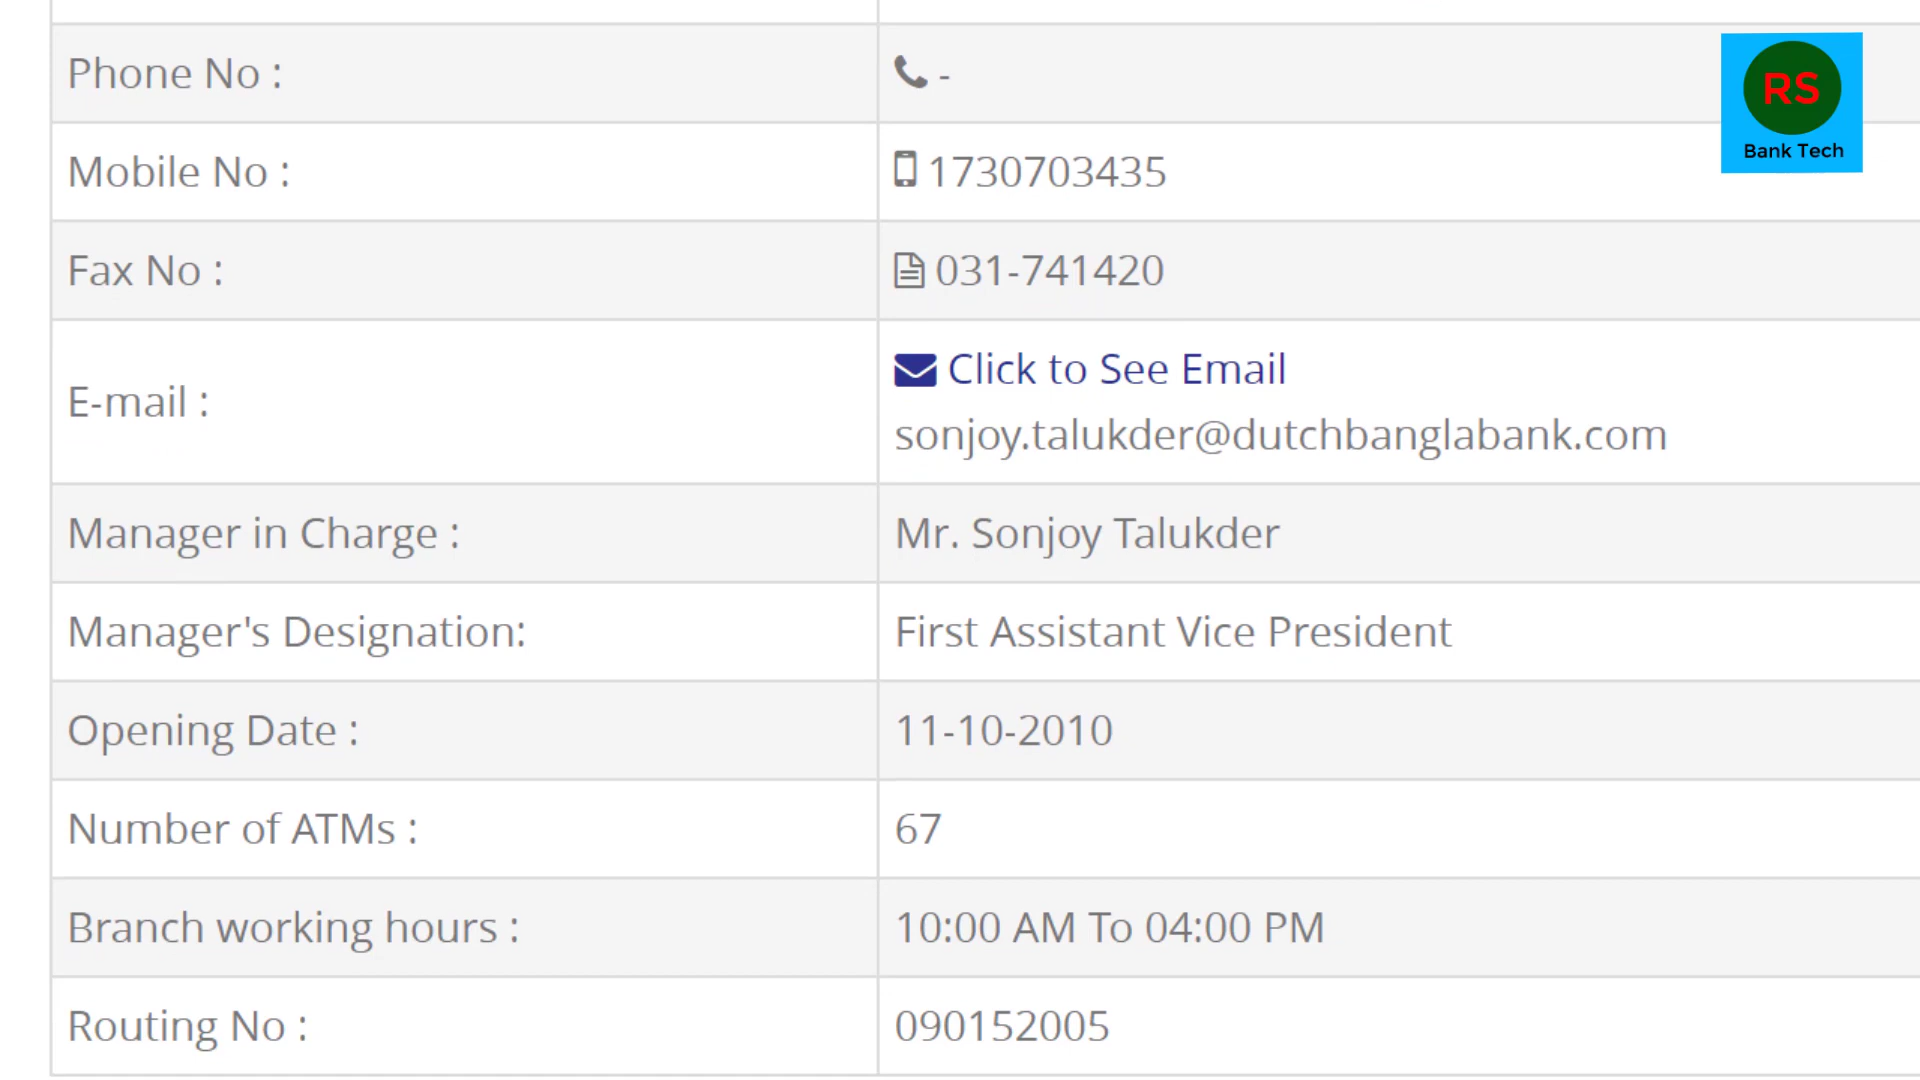 Phone No : -
Mobile No : 1730703435
Fax No : 031-741420
E-mail : Click to See Email
sonjoy.talukder@dutchbanglabank.com
Manager in Charge : Mr. Sonjoy Talukder
Manager's Designation: First Assistant Vice President
Opening Date : 11-10-2010
Number of ATMs : 67
Branch working hours : 10:00 AM To 04:00 PM
Routing No : 090152005
RS
Bank Tech